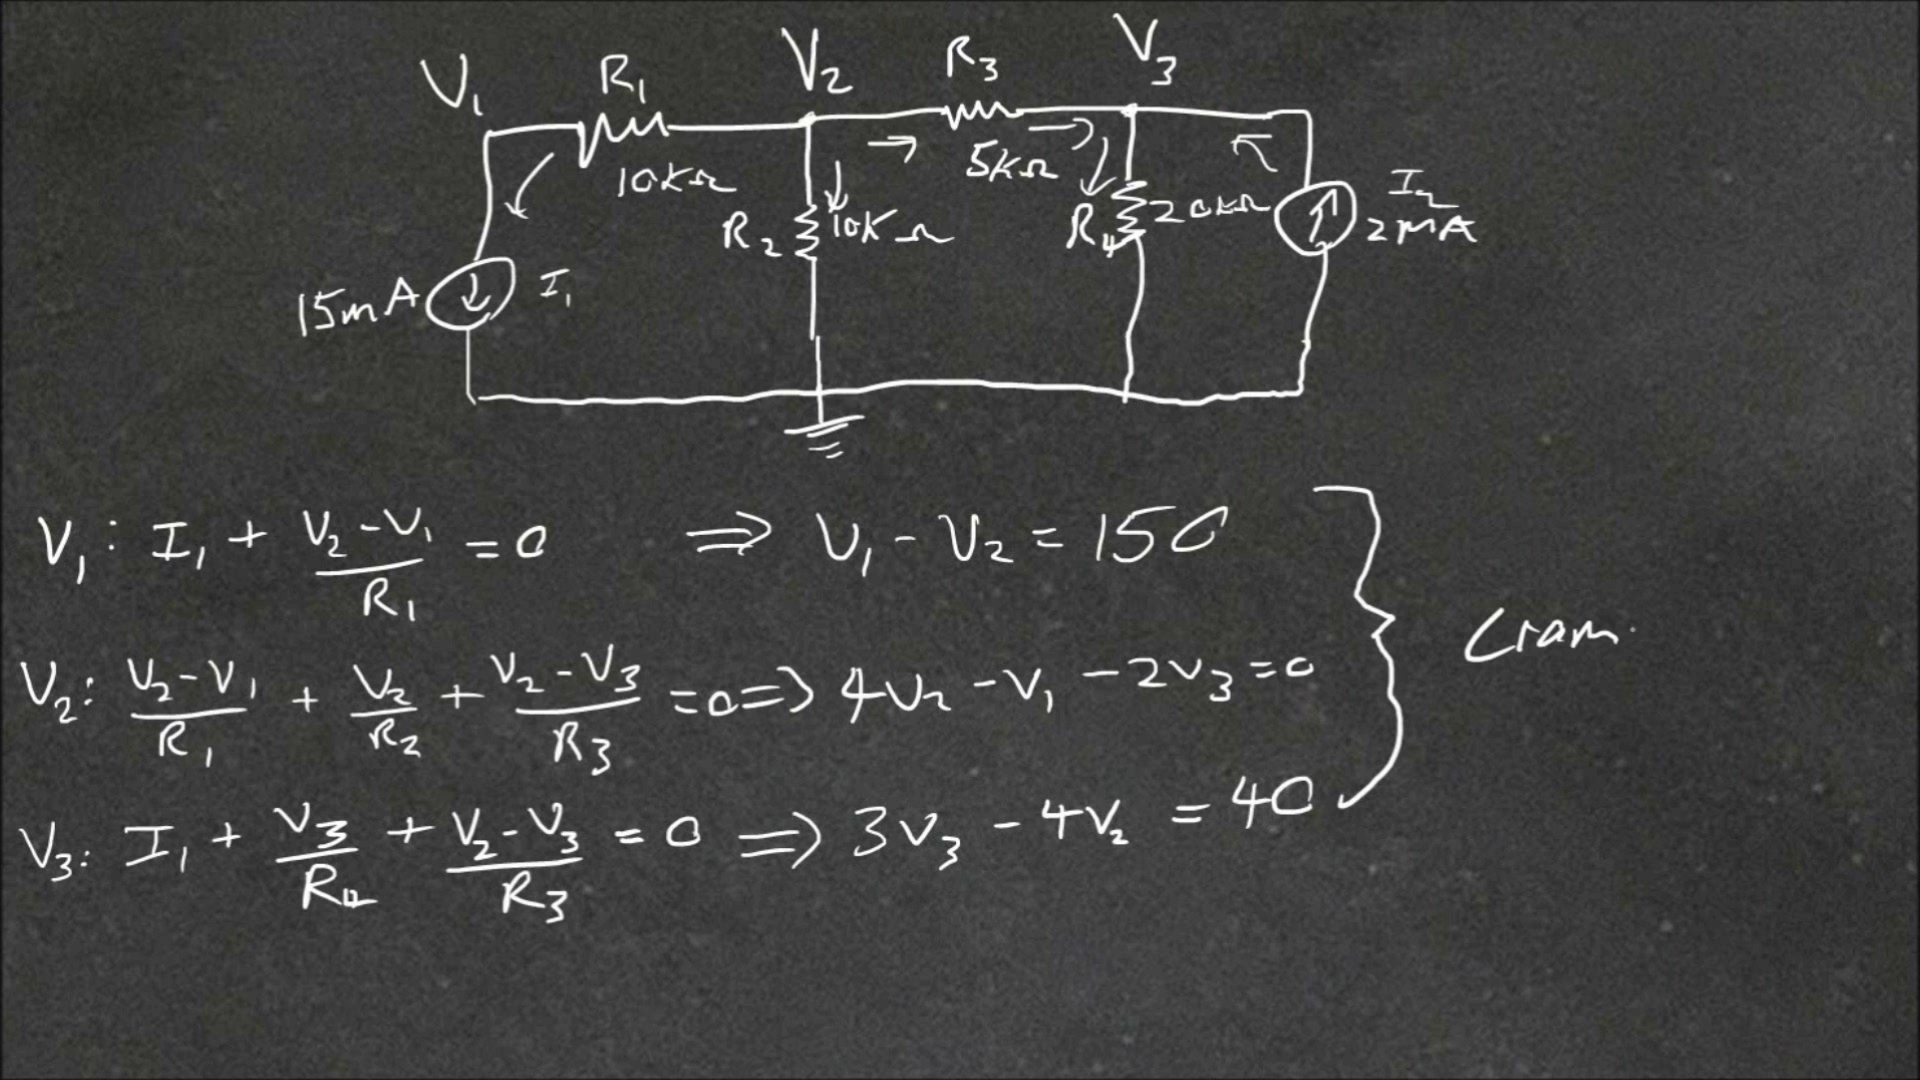 V₁ R₁ V₂ R₃ V₃
10KΩ 5kΩ
R₂ 10KΩ R₄ 20kΩ I₂ 2mA
15mA I₁
V₁: I₁ + (V₂-V₁)/R₁ = 0 ⇒ V₁ - V₂ = 150
V₂: (V₂-V₁)/R₁ + V₂/R₂ + (V₂-V₃)/R₃ = 0 ⇒ 4V₂ - V₁ - 2V₃ = 0
Cram.
V₃: I₁ + V₃/R₄ + (V₂-V₃)/R₃ = 0 ⇒ 3V₃ - 4V₂ = 40